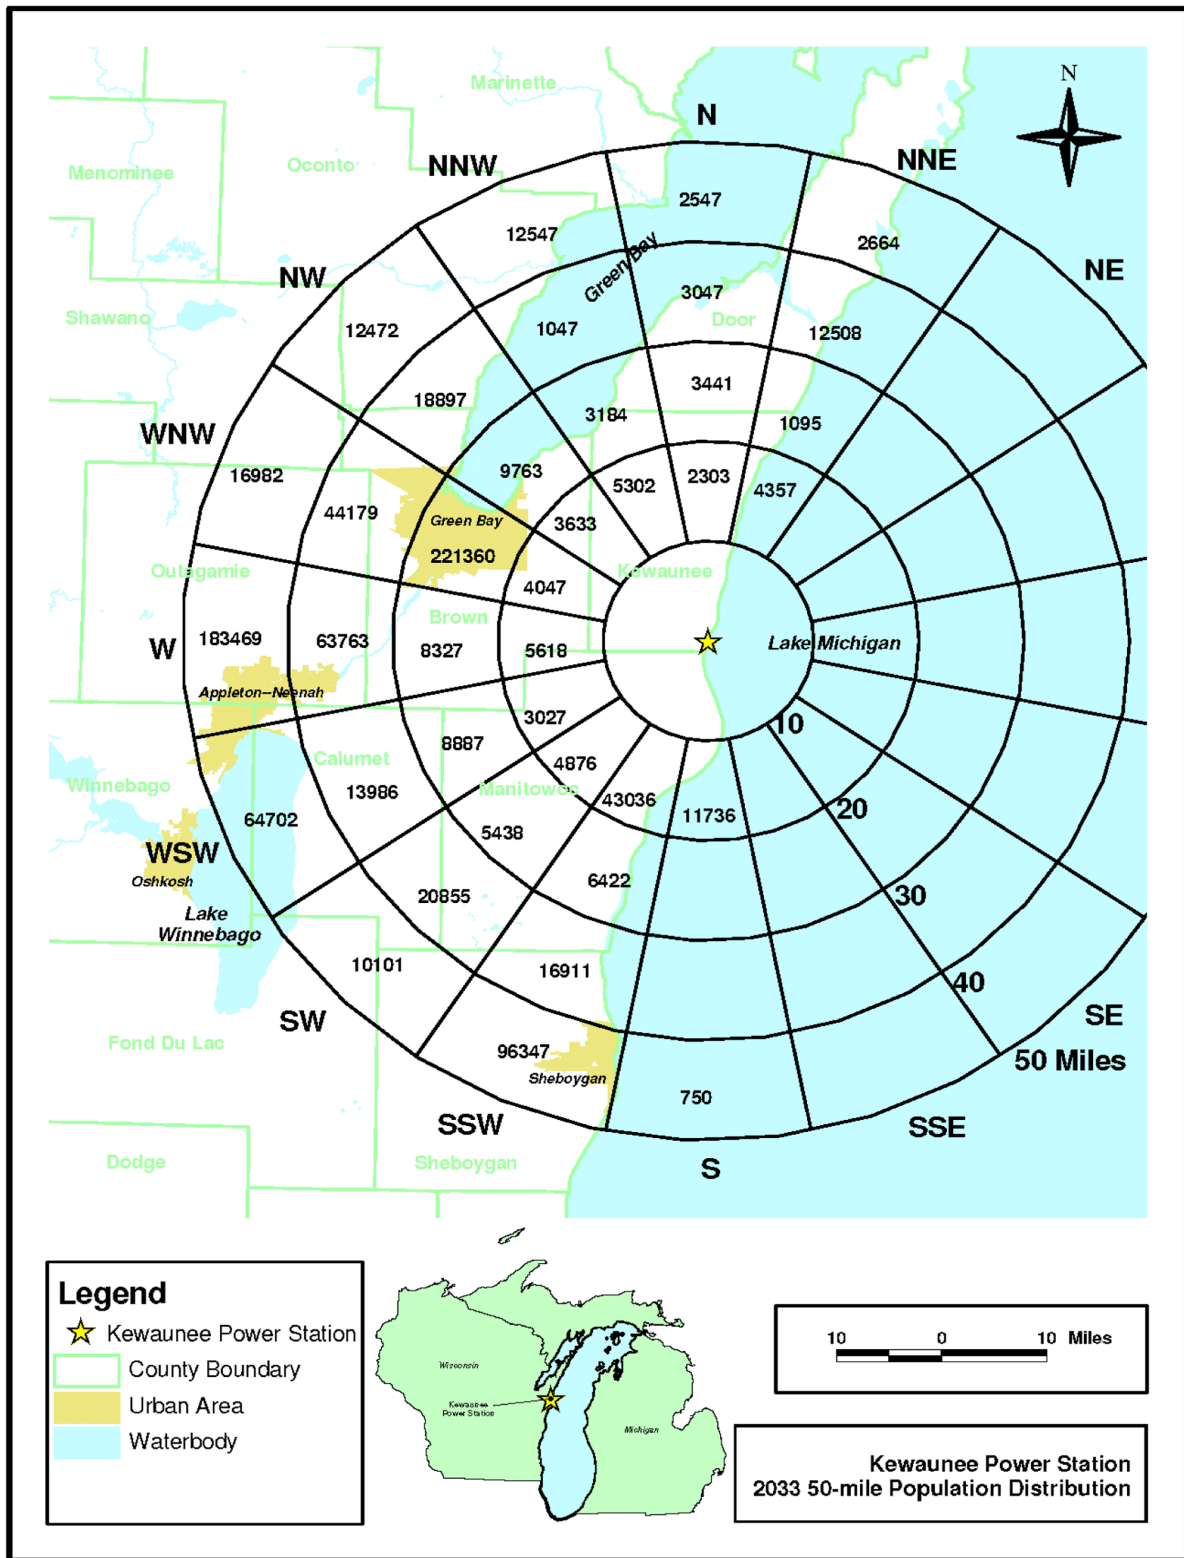 N
Marinette
N
NNW
NNE
Oconto
Menominee
2547
12547
2664
Green Bay
NW
NE
3047
Shawano
Door
12472
1047
12508
3441
18897
3184
1095
WNW
16982
9763
5302
2303
4357
44179
Green Bay
3633
221360
Outagamie
Kewaunee
4047
Brown
183469
63763
8327
5618
Lake Michigan
W
Appleton--Neenah
3027
10
8887
Calumet
4876
Winnebago
13986
Manitowoc
43036
64702
11736
20
5438
WSW
Oshkosh
6422
20855
30
Lake
Winnebago
10101
16911
40
SW
SE
Fond Du Lac
96347
50 Miles
Sheboygan
750
SSW
SSE
Dodge
Sheboygan
S
Legend
Kewaunee Power Station
County Boundary
Urban Area
Waterbody
Wisconsin
Kewaunee
Power Station
Michigan
10 0 10 Miles
Kewaunee Power Station
2033 50-mile Population Distribution